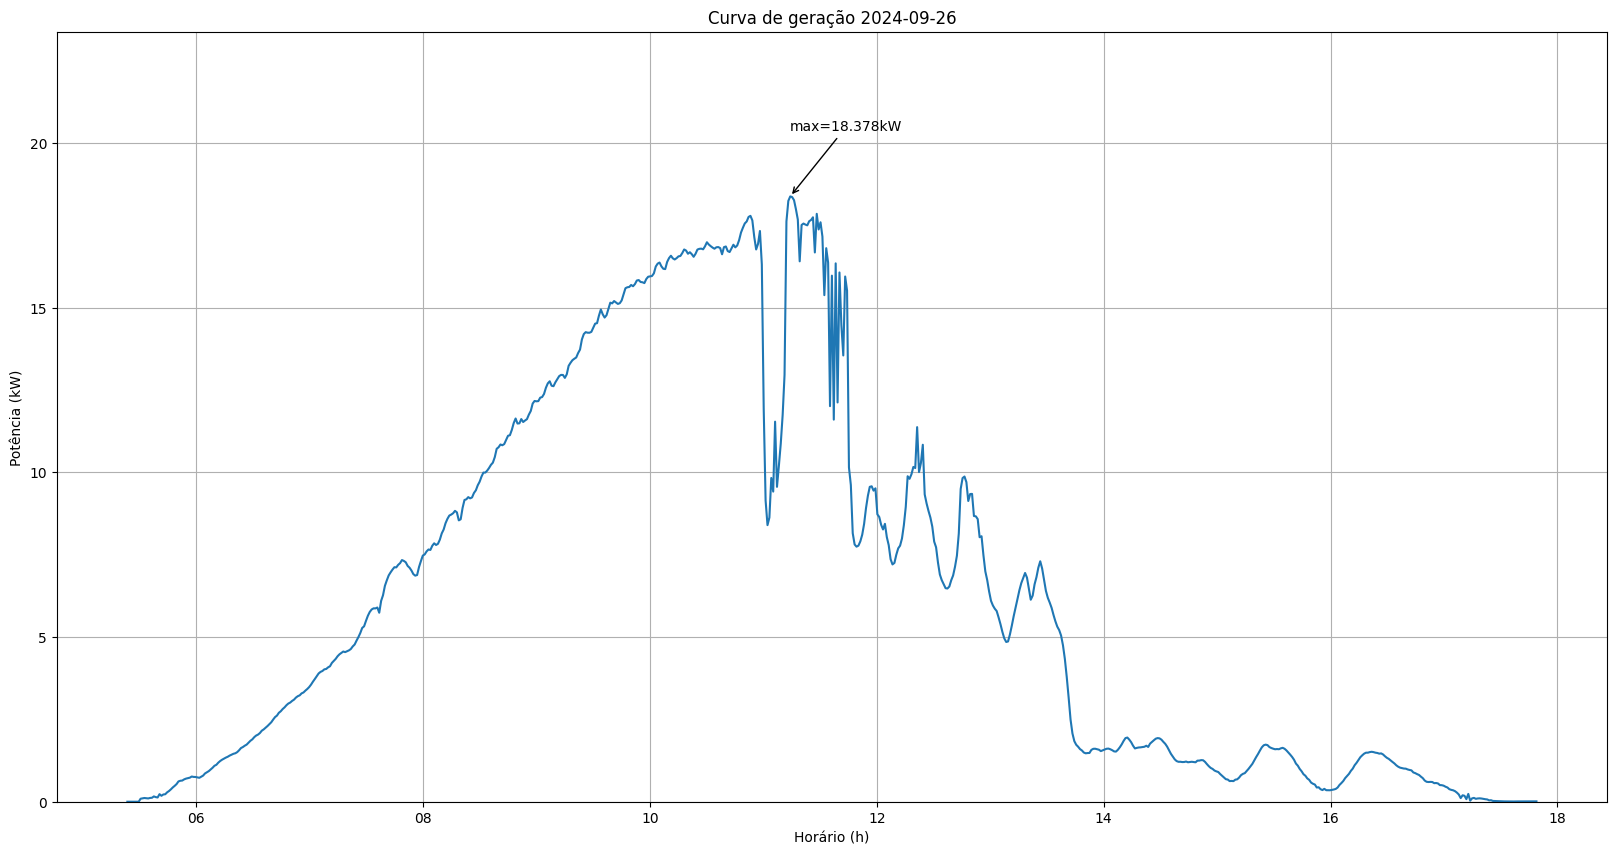 Curva de geração 2024-09-26
max=18.378kW
Potência (kW)
20
15
10
5
0
06 08 10 12 14 16 18
Horário (h)